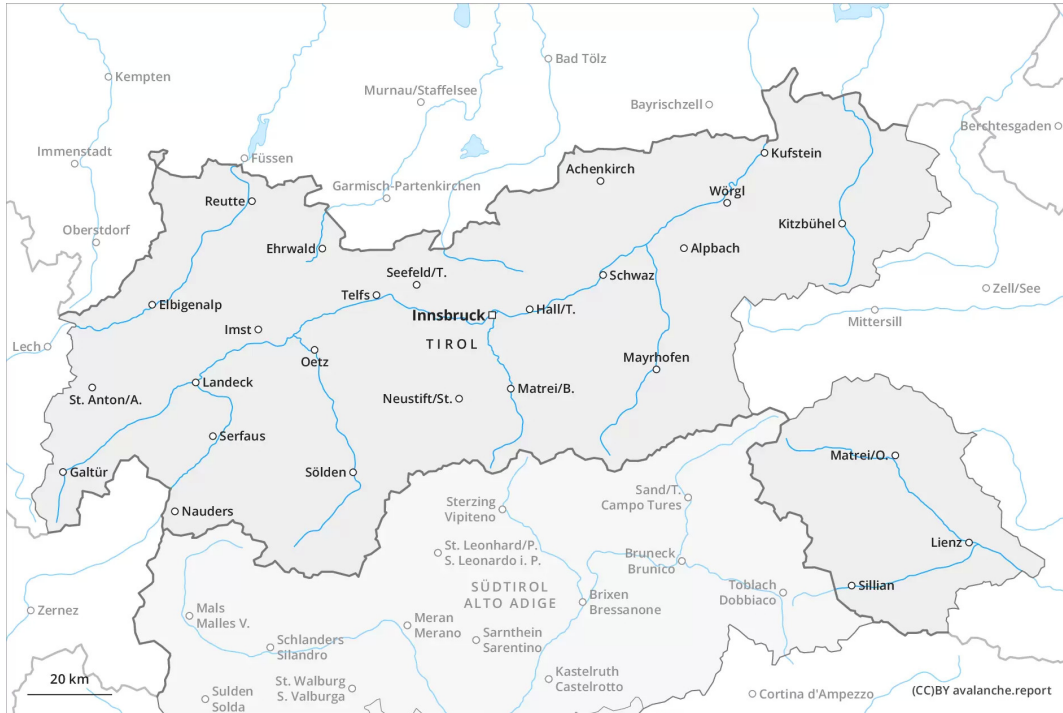 Kempten
Bad Tölz
Murnau/Staffelsee
Bayrischzell
Berchtesgaden
Immenstadt
Füssen
Kufstein
Achenkirch
Garmisch-Partenkirchen
Wörgl
Reutte
Oberstdorf
Kitzbühel
Ehrwald
Alpbach
Seefeld/T.
Schwaz
Zell/See
Telfs
Elbigenalp
Innsbruck
Hall/T.
Mittersill
Imst
TIROL
Lech
Oetz
Mayrhofen
Landeck
Matrei/B.
St. Anton/A.
Neustift/St.
Serfaus
Matrei/O.
Galtür
Sölden
Sand/T.
Campo Tures
Sterzing
Vipiteno
Nauders
Lienz
St. Leonhard/P.
S. Leonardo i. P.
Bruneck
Brunico
SÜDTIROL
ALTO ADIGE
Toblach
Dobbiaco
Sillian
Brixen
Bressanone
Zernez
Mals
Malles V.
Meran
Merano
Sarnthein
Sarentino
Schlanders
Silandro
Kastelruth
Castelrotto
20 km
St. Walburg
S. Valburga
Sulden
Solda
Cortina d'Ampezzo
(CC)BY avalanche.report